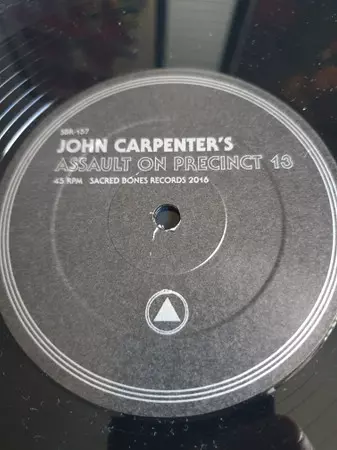 SBR-157
JOHN CARPENTER'S
ASSAULT ON PRECINCT 13
45 RPM SACRED BONES RECORDS 2016